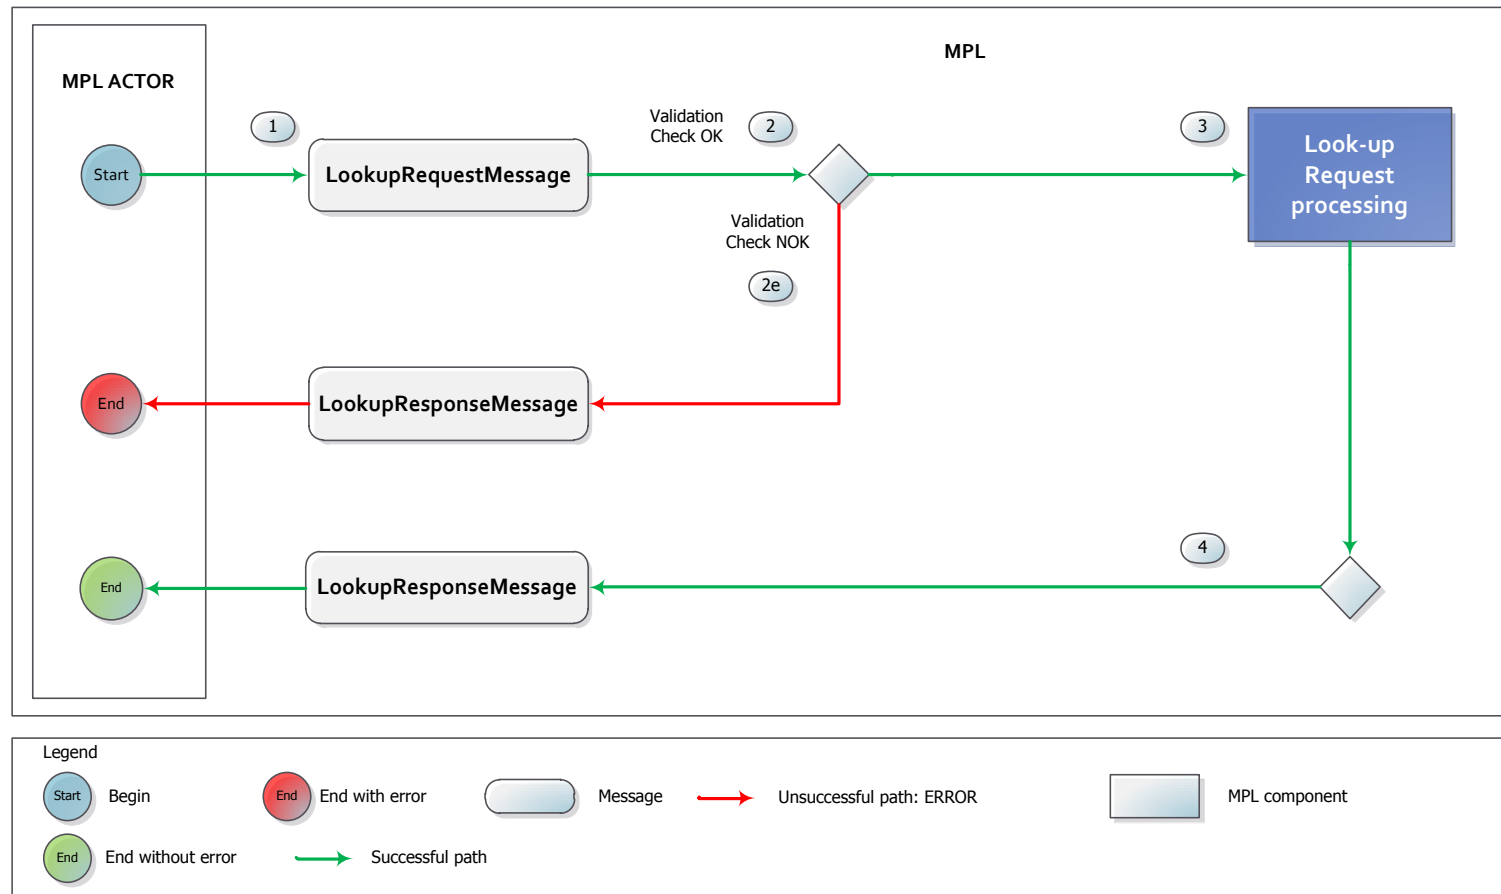 MPL
MPL ACTOR
1
Validation
Check OK
2
3
Start
LookupRequestMessage
Look-up
Request
processing
Validation
Check NOK
2e
End
LookupResponseMessage
4
End
LookupResponseMessage
Legend
Start
Begin
End
End with error
Message
Unsuccessful path: ERROR
MPL component
End
End without error
Successful path